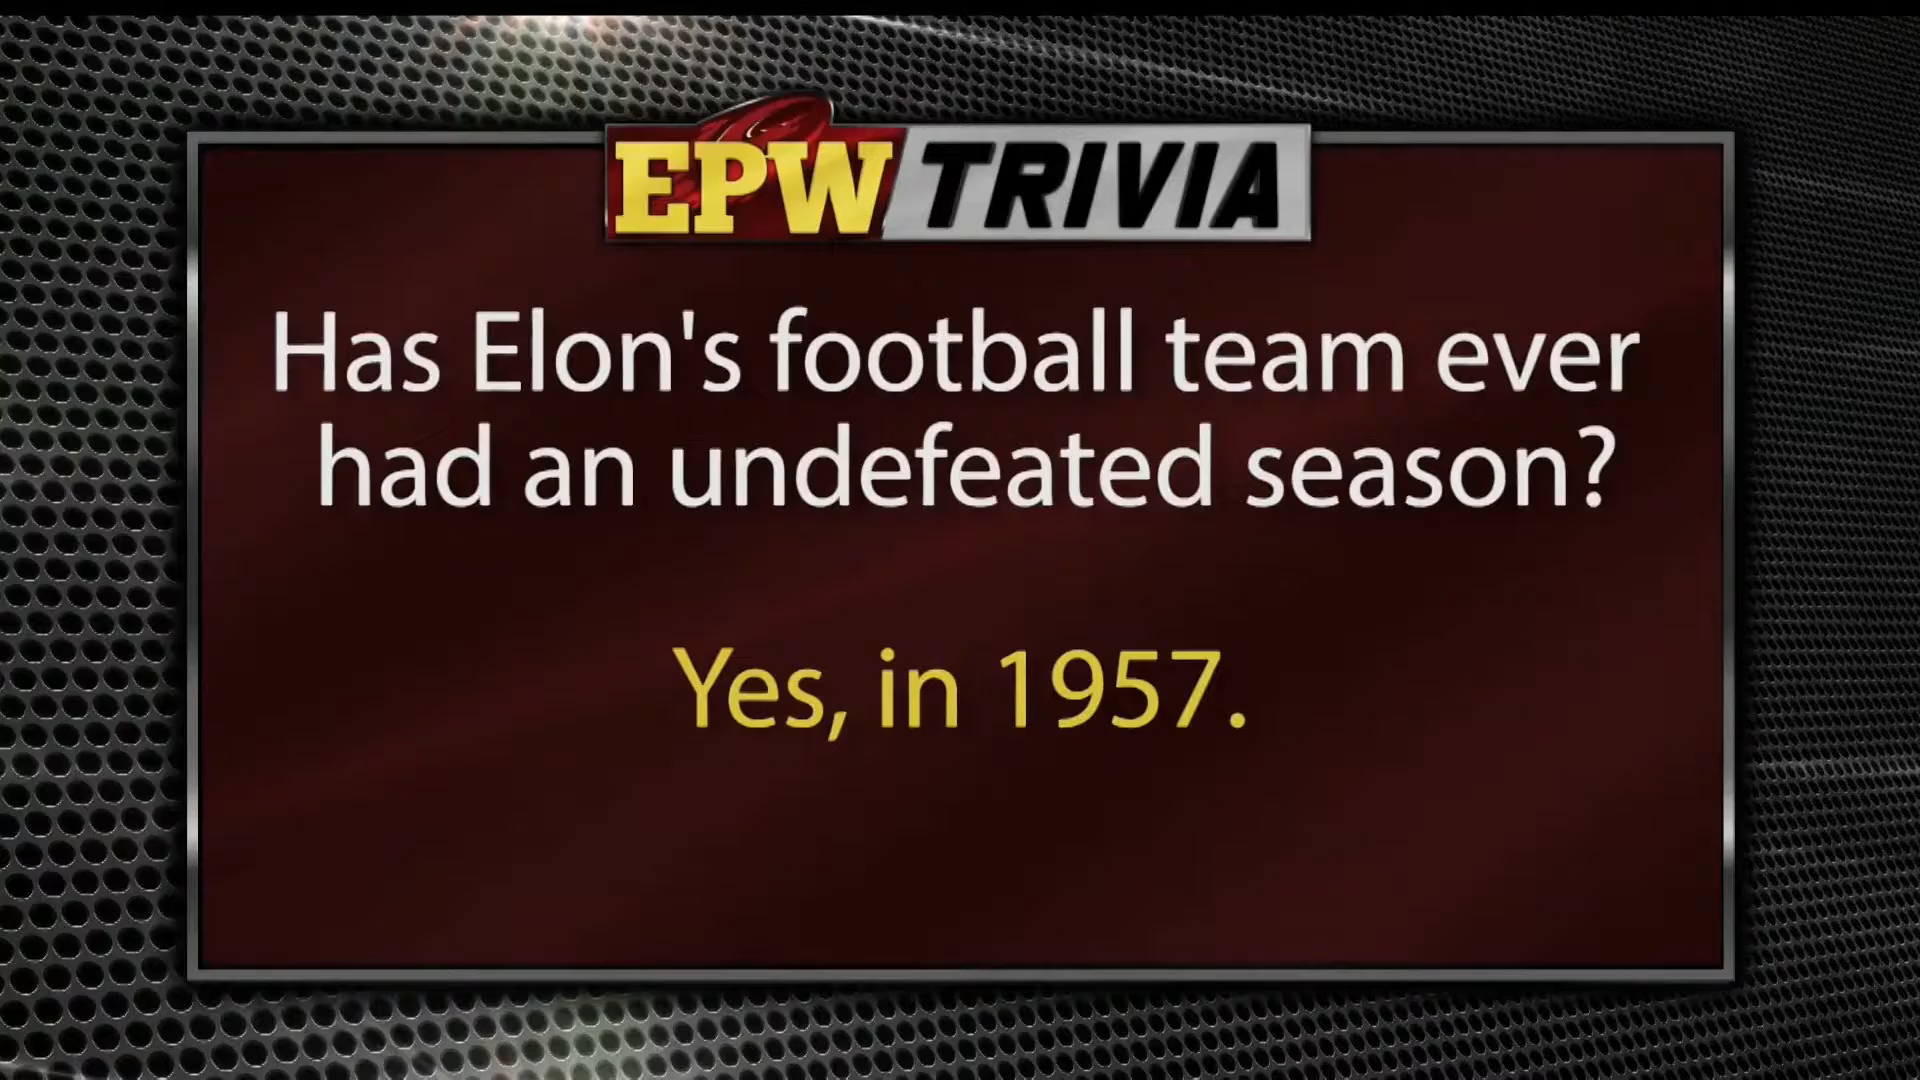 EPW TRIVIA
Has Elon's football team ever
had an undefeated season?
Yes, in 1957.